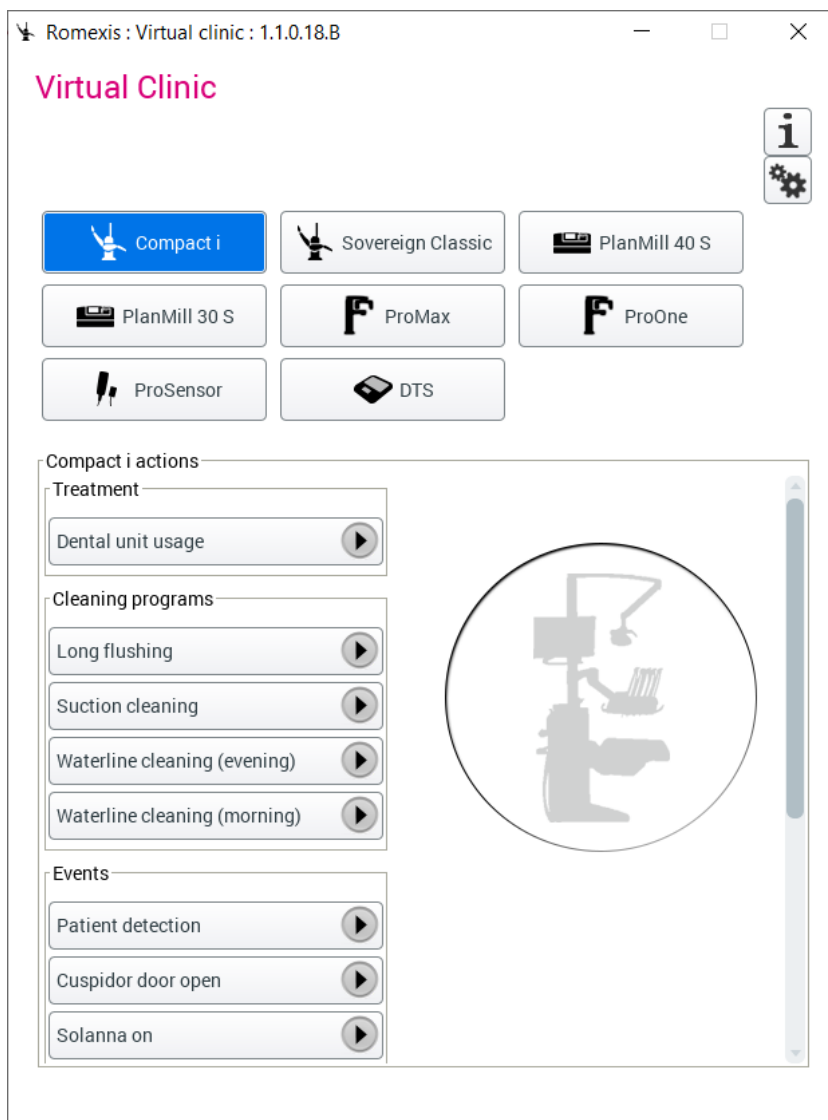 Romexis : Virtual clinic : 1.1.0.18.B
Virtual Clinic
Compact i
Sovereign Classic
PlanMill 40 S
PlanMill 30 S
ProMax
ProOne
ProSensor
DTS
Compact i actions
Treatment
Dental unit usage
Cleaning programs
Long flushing
Suction cleaning
Waterline cleaning (evening)
Waterline cleaning (morning)
Events
Patient detection
Cuspidor door open
Solanna on